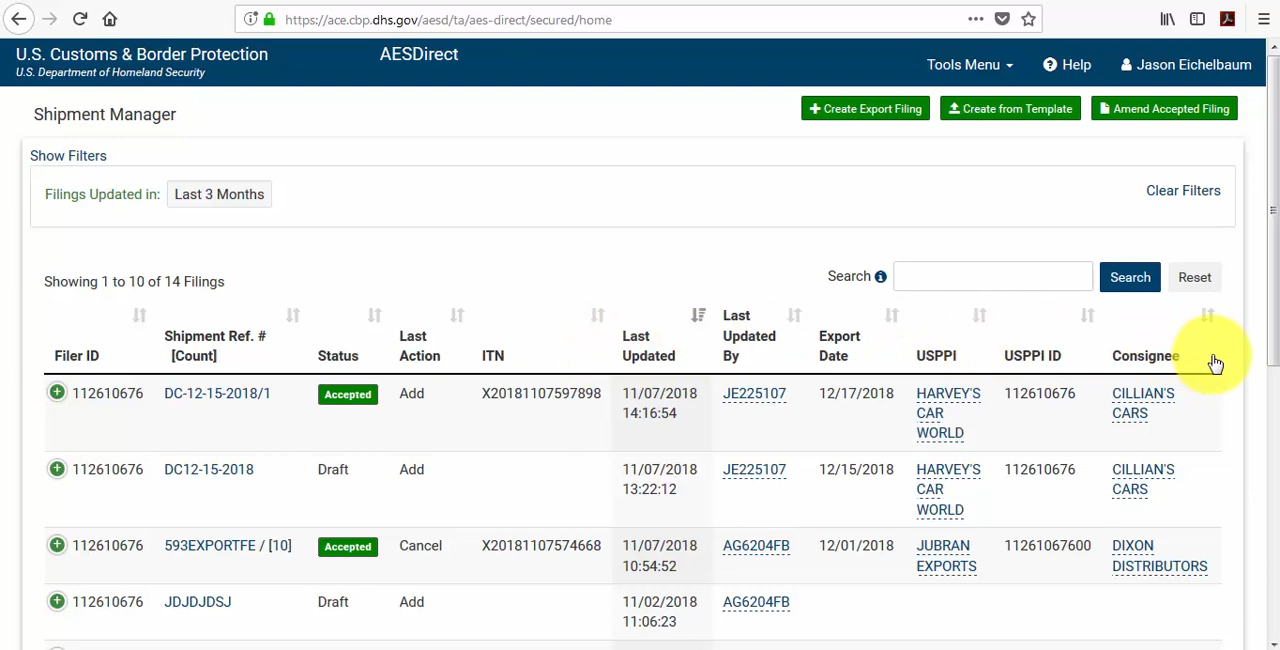 https://ace.cbp.dhs.gov/aesd/ta/aes-direct/secured/home
U.S. Customs & Border Protection
U.S. Department of Homeland Security
AESDirect
Tools Menu
Help
Jason Eichelbaum
Shipment Manager
Create Export Filing
Create from Template
Amend Accepted Filing
Show Filters
Filings Updated in: Last 3 Months
Clear Filters
Showing 1 to 10 of 14 Filings
Search
Search
Reset
Filer ID
Shipment Ref. #
[Count]
Status
Last
Action
ITN
Last
Updated
Last
Updated
By
Export
Date
USPPI
USPPI ID
Consignee
112610676 DC-12-15-2018/1 Accepted Add X20181107597898 11/07/2018 JE225107 12/17/2018 HARVEY'S 112610676 CILLIAN'S
14:16:54 CAR CARS
WORLD
112610676 DC12-15-2018 Draft Add 11/07/2018 JE225107 12/15/2018 HARVEY'S 112610676 CILLIAN'S
13:22:12 CAR CARS
WORLD
112610676 593EXPORTFE / [10] Accepted Cancel X20181107574668 11/07/2018 AG6204FB 12/01/2018 JUBRAN 11261067600 DIXON
10:54:52 EXPORTS DISTRIBUTORS
112610676 JDJDJDSJ Draft Add 11/02/2018 AG6204FB
11:06:23